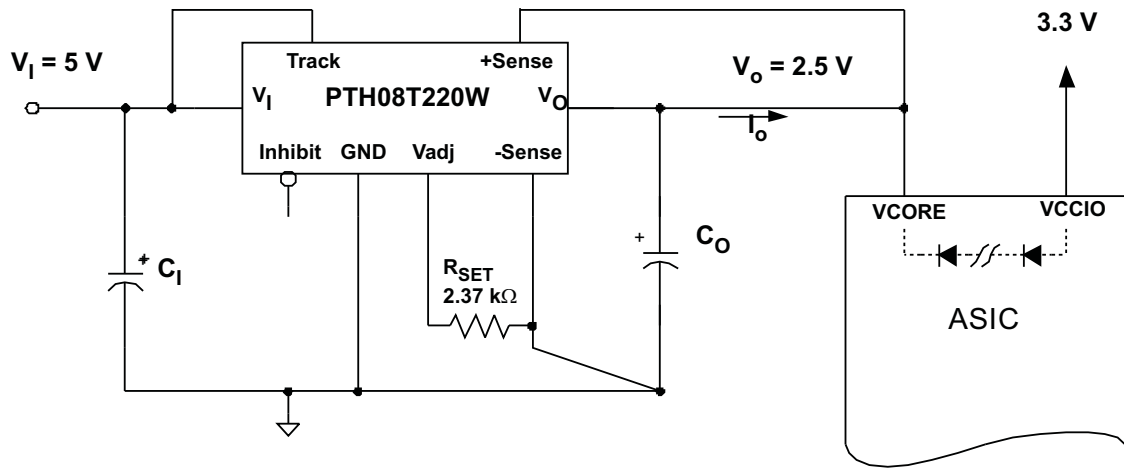 3.3 V
V_I = 5 V
Track
+Sense
V_o = 2.5 V
V_I
PTH08T220W
V_O
I_o
Inhibit
GND
Vadj
-Sense
VCORE
VCCIO
+
C_I
R_SET
2.37 kΩ
+
C_O
ASIC